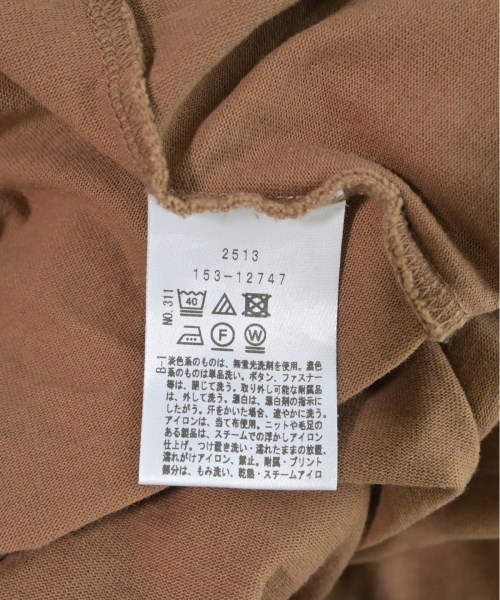 2513
153-12747
NO.311
40
F
W
B-1
淡色系のものは、無蛍光洗剤を使用。濃色
系のものは単品洗い。ボタン、ファスナー
等は、閉じて洗う。取り外し可能な附属品
は、外して洗う。漂白は、漂白剤の指示に
したがう。汗をかいた場合、速やかに洗う。
アイロンは、当て布使用。ニットや毛足の
ある製品は、スチームでの浮かしアイロン
仕上げ。つけ置き洗い・濡れたままの放置、
濡れがけアイロン、禁止。附属・プリント
部分は、もみ洗い、乾熱・スチームアイロ